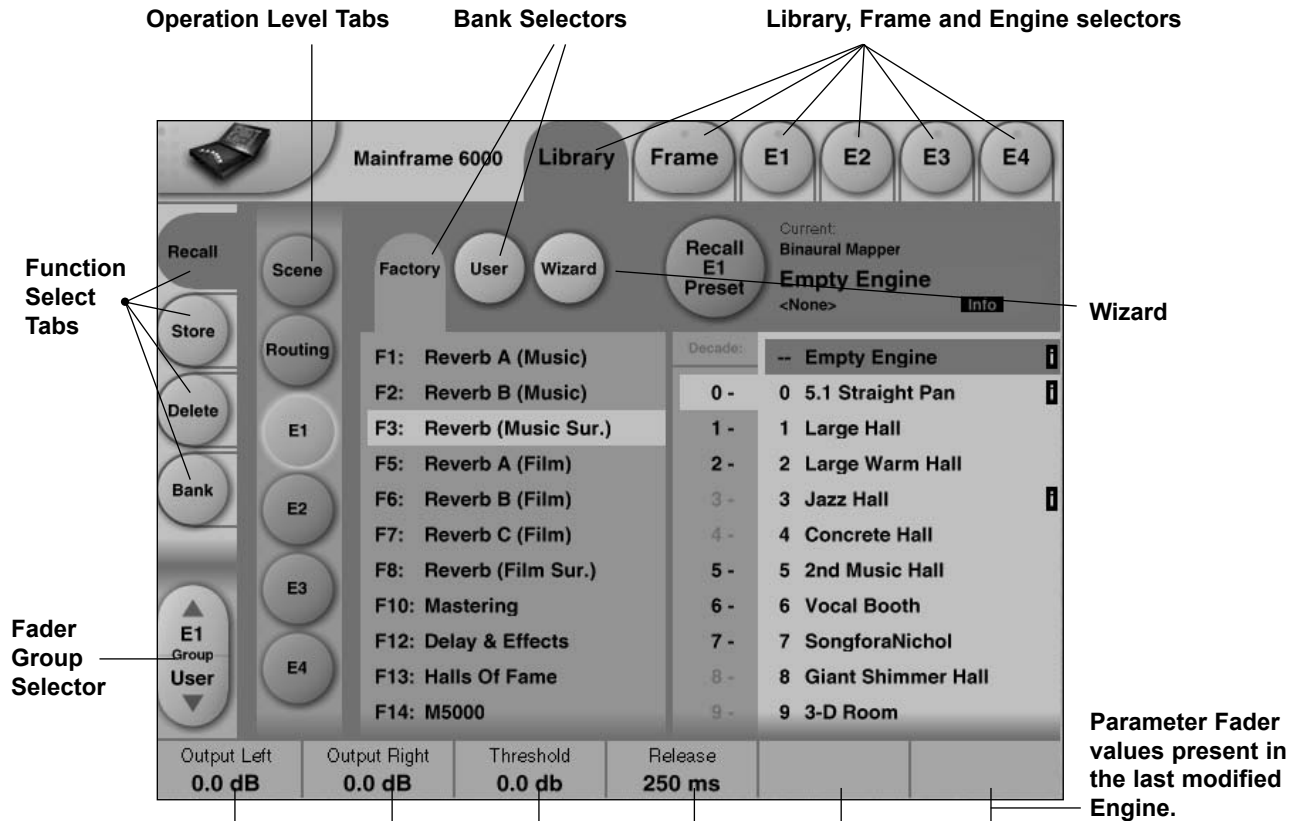 Operation Level Tabs
Bank Selectors
Library, Frame and Engine selectors
Mainframe 6000
Library
Frame
E1
E2
E3
E4
Function
Select
Tabs
Recall
Store
Delete
Bank
Scene
Routing
E1
E2
E3
E4
Factory
User
Wizard
Recall
E1
Preset
Current:
Binaural Mapper
Empty Engine
<None>
Info
Wizard
F1: Reverb A (Music)
F2: Reverb B (Music)
F3: Reverb (Music Sur.)
F5: Reverb A (Film)
F6: Reverb B (Film)
F7: Reverb C (Film)
F8: Reverb (Film Sur.)
F10: Mastering
F12: Delay & Effects
F13: Halls Of Fame
F14: M5000
Decade:
0 -
1 -
2 -
3 -
4 -
5 -
6 -
7 -
8 -
9 -
-- Empty Engine i
0 5.1 Straight Pan i
1 Large Hall
2 Large Warm Hall
3 Jazz Hall i
4 Concrete Hall
5 2nd Music Hall
6 Vocal Booth
7 SongforaNichol
8 Giant Shimmer Hall
9 3-D Room
Fader
Group
Selector
E1
Group
User
Output Left
0.0 dB
Output Right
0.0 dB
Threshold
0.0 db
Release
250 ms
Parameter Fader
values present in
the last modified
Engine.